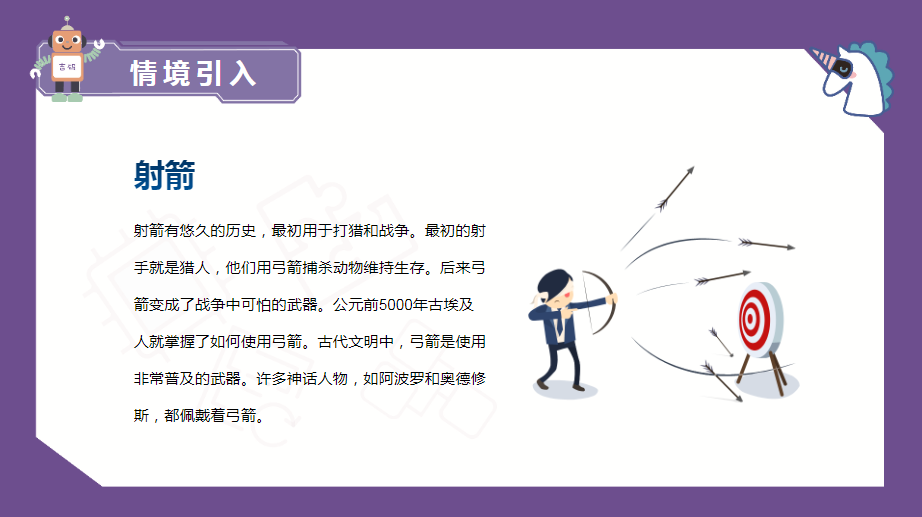 吉鸽
情境引入
射箭
射箭有悠久的历史，最初用于打猎和战争。最初的射
手就是猎人，他们用弓箭捕杀动物维持生存。后来弓
箭变成了战争中可怕的武器。公元前5000年古埃及
人就掌握了如何使用弓箭。古代文明中，弓箭是使用
非常普及的武器。许多神话人物，如阿波罗和奥德修
斯，都佩戴着弓箭。